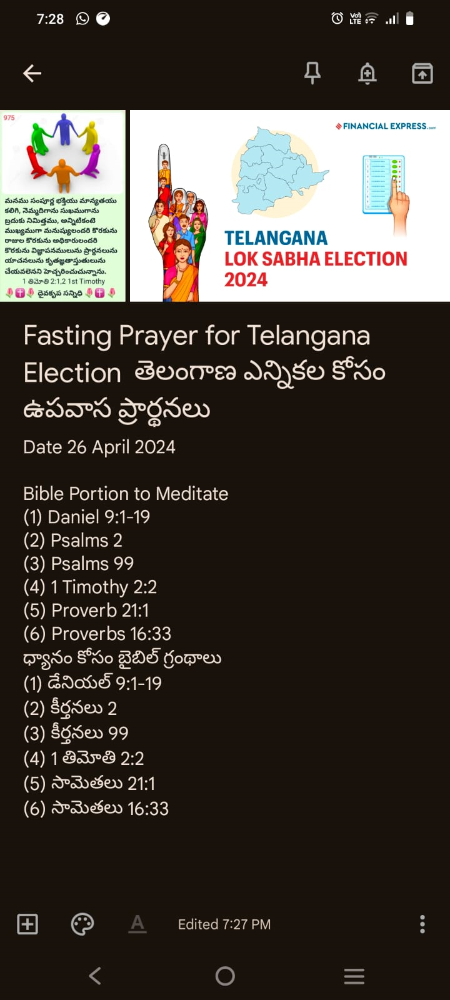 7:28
Vo)) LTE
975
మనము సంపూర్ణ భక్తియు మాన్యతయు
కలిగి, నెమ్మదిగాను సుఖముగాను
బ్రదుకు నిమిత్తము, అన్నిటికంటె
ముఖ్యముగా మనుష్యులందరి కొరకును
రాజుల కొరకును అధికారులందరి
కొరకును విజ్ఞాపనములును ప్రార్థనలును
యాచనలును కృతజ్ఞతాస్తుతులును
చేయవలెనని హెచ్చరించుచున్నాను.
1 తిమోతి 2:1,2 1st Timothy
దైవకృప సన్నిధి
FINANCIAL EXPRESS.com
TELANGANA
LOK SABHA ELECTION
2024
Fasting Prayer for Telangana
Election తెలంగాణ ఎన్నికల కోసం
ఉపవాస ప్రార్థనలు
Date 26 April 2024
Bible Portion to Meditate
(1) Daniel 9:1-19
(2) Psalms 2
(3) Psalms 99
(4) 1 Timothy 2:2
(5) Proverb 21:1
(6) Proverbs 16:33
ధ్యానం కోసం బైబిల్ గ్రంథాలు
(1) డేనియల్ 9:1-19
(2) కీర్తనలు 2
(3) కీర్తనలు 99
(4) 1 తిమోతి 2:2
(5) సామెతలు 21:1
(6) సామెతలు 16:33
A
Edited 7:27 PM